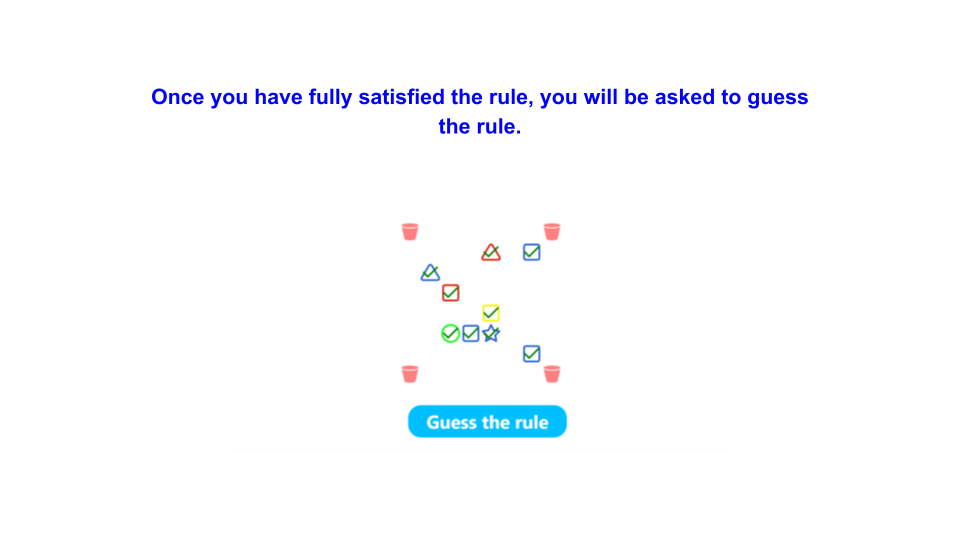 Once you have fully satisfied the rule, you will be asked to guess
the rule.
Guess the rule